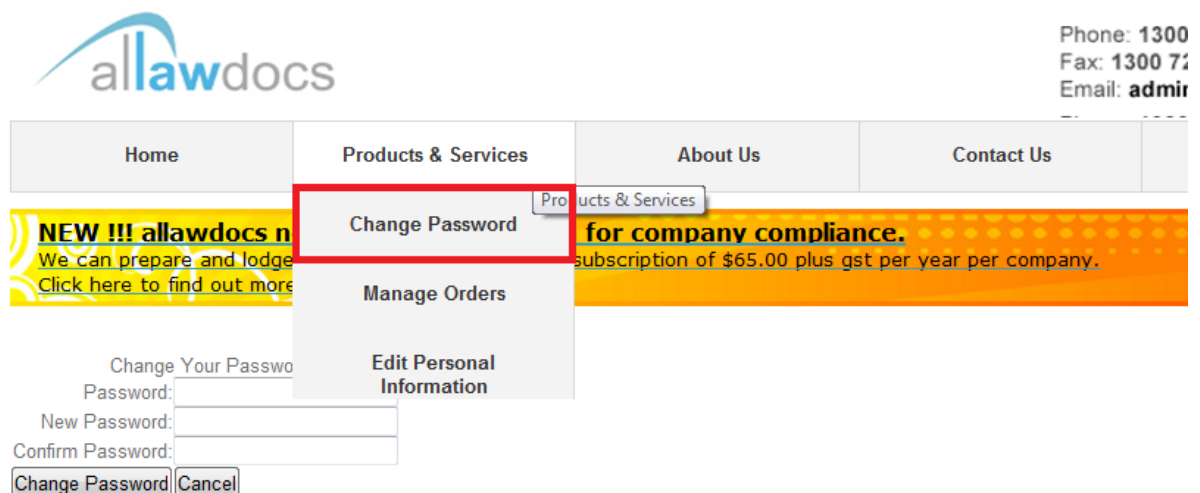 allawdocs
Phone: 1300
Fax: 1300 72
Email: admin
Home
Products & Services
About Us
Contact Us
Products & Services
Change Password
Manage Orders
Edit Personal
Information
NEW !!! allawdocs n for company compliance.
We can prepare and lodge subscription of $65.00 plus gst per year per company.
Click here to find out more
Change Your Passwo
Password:
New Password:
Confirm Password:
Change Password
Cancel